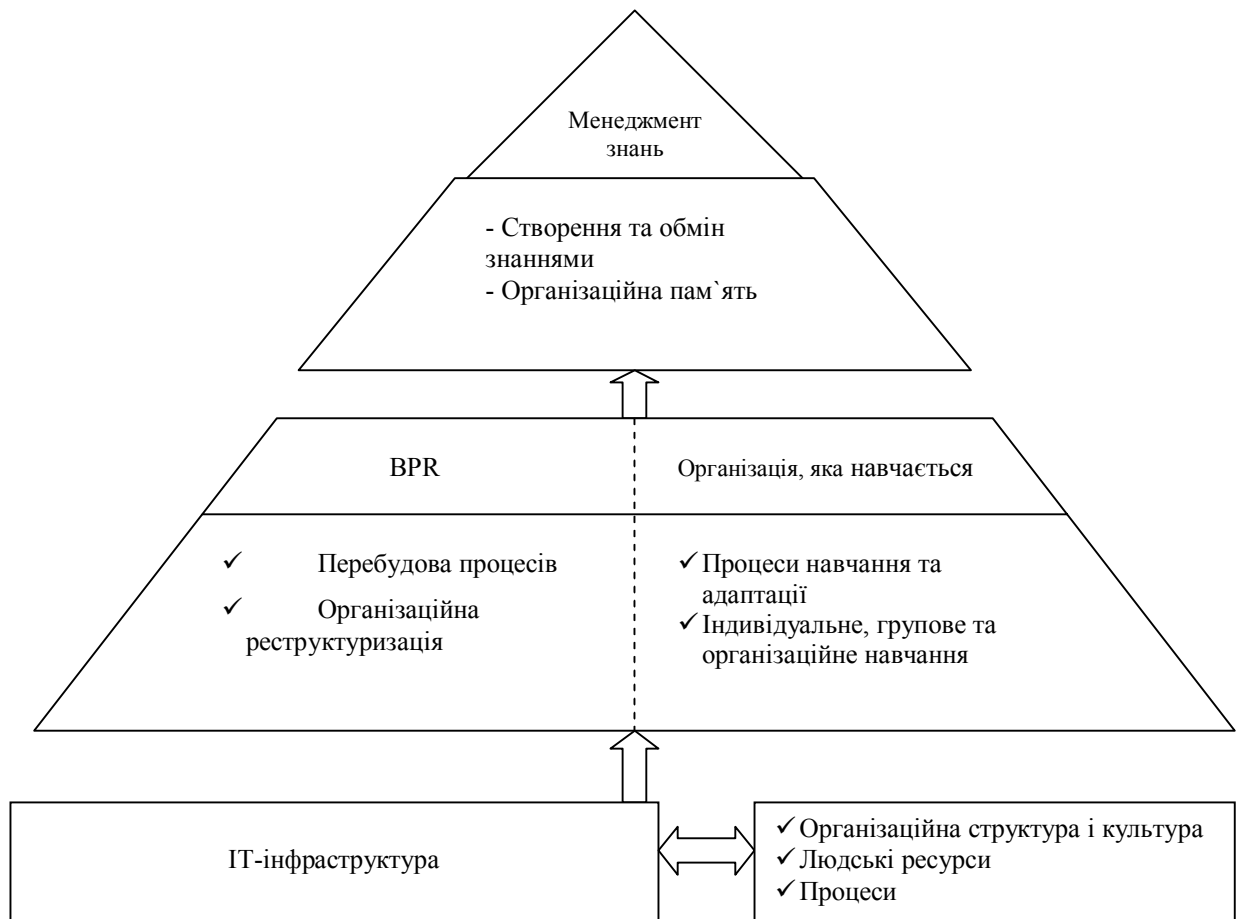 Менеджмент
знань
- Створення та обмін
знаннями
- Організаційна пам`ять
BPR
Організація, яка навчається
✓ Перебудова процесів
✓ Організаційна
реструктуризація
✓ Процеси навчання та
адаптації
✓ Індивідуальне, групове та
організаційне навчання
ІТ-інфраструктура
✓ Організаційна структура і культура
✓ Людські ресурси
✓ Процеси